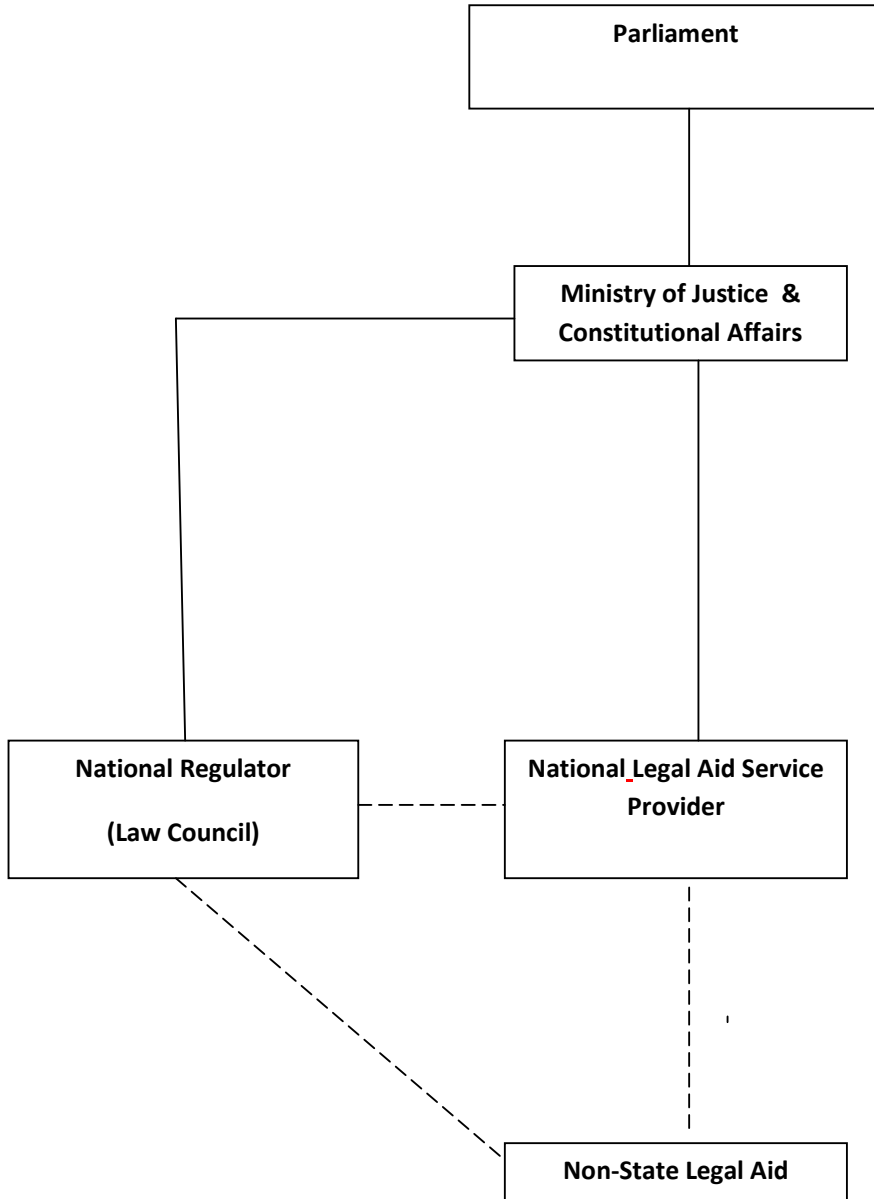 Parliament
Ministry of Justice &
Constitutional Affairs
National Regulator
(Law Council)
National Legal Aid Service
Provider
Non-State Legal Aid